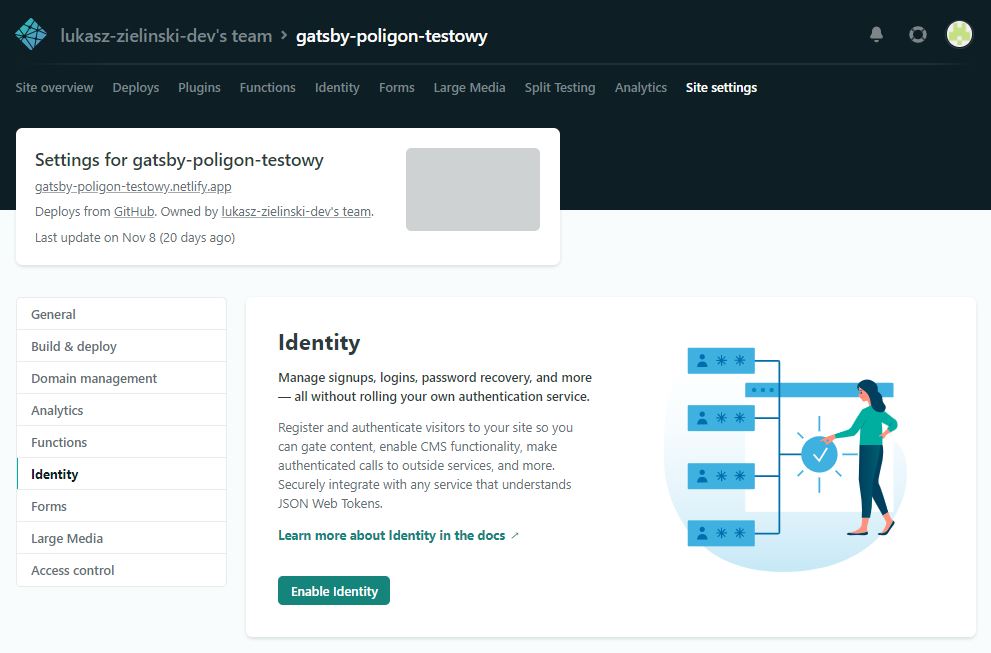 lukasz-zielinski-dev's team > gatsby-poligon-testowy
Site overview Deploys Plugins Functions Identity Forms Large Media Split Testing Analytics Site settings
Settings for gatsby-poligon-testowy
gatsby-poligon-testowy.netlify.app
Deploys from GitHub. Owned by lukasz-zielinski-dev's team.
Last update on Nov 8 (20 days ago)
General
Build & deploy
Domain management
Analytics
Functions
Identity
Forms
Large Media
Access control
Identity
Manage signups, logins, password recovery, and more
— all without rolling your own authentication service.
Register and authenticate visitors to your site so you
can gate content, enable CMS functionality, make
authenticated calls to outside services, and more.
Securely integrate with any service that understands
JSON Web Tokens.
Learn more about Identity in the docs ↗
Enable Identity